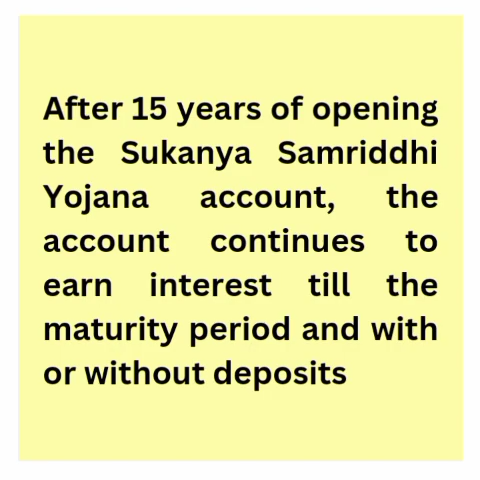 After 15 years of opening
the Sukanya Samriddhi
Yojana account, the
account continues to
earn interest till the
maturity period and with
or without deposits